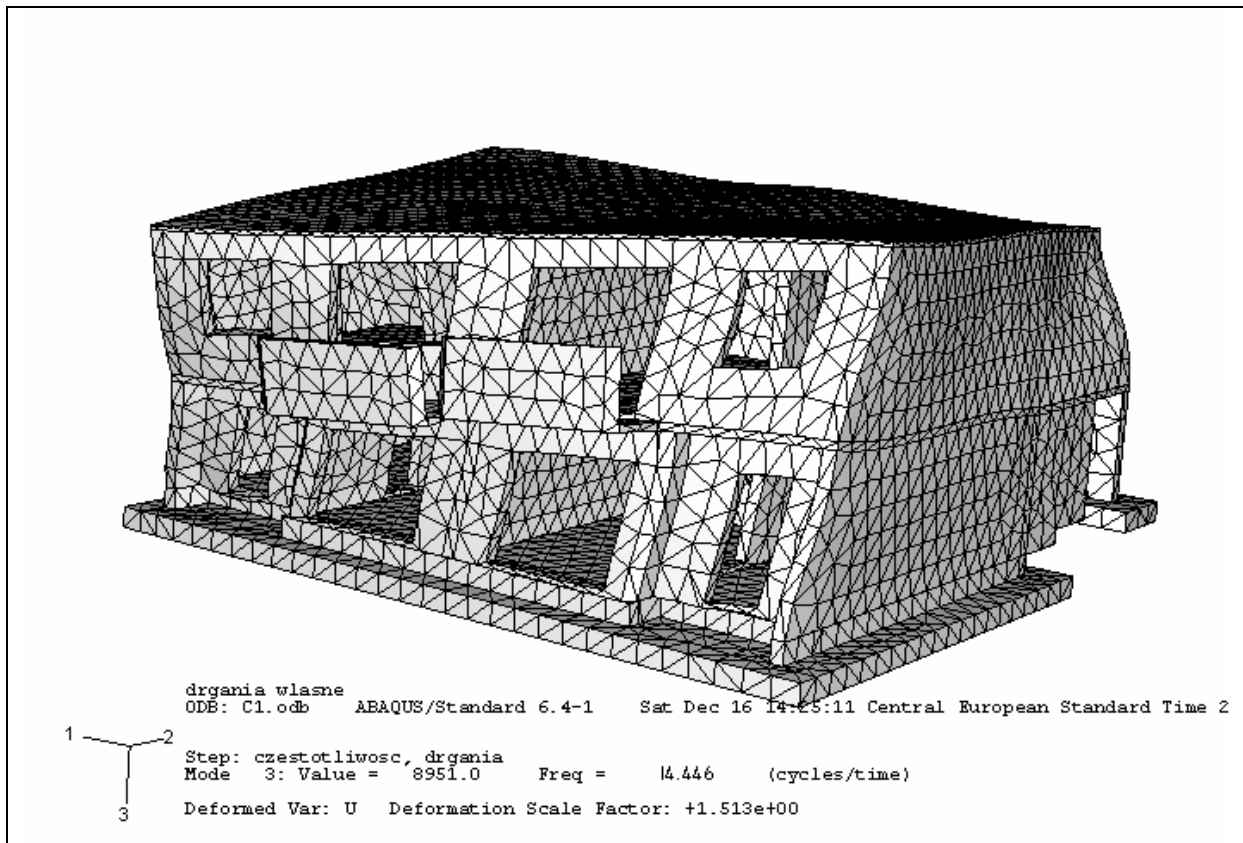 drgania wlasne
ODB: C1.odb ABAQUS/Standard 6.4-1 Sat Dec 16 14:25:11 Central European Standard Time 2
1
2
3
Step: czestotliwosc, drgania
Mode 3: Value = 8951.0 Freq = 14.446 (cycles/time)
Deformed Var: U Deformation Scale Factor: +1.513e+00